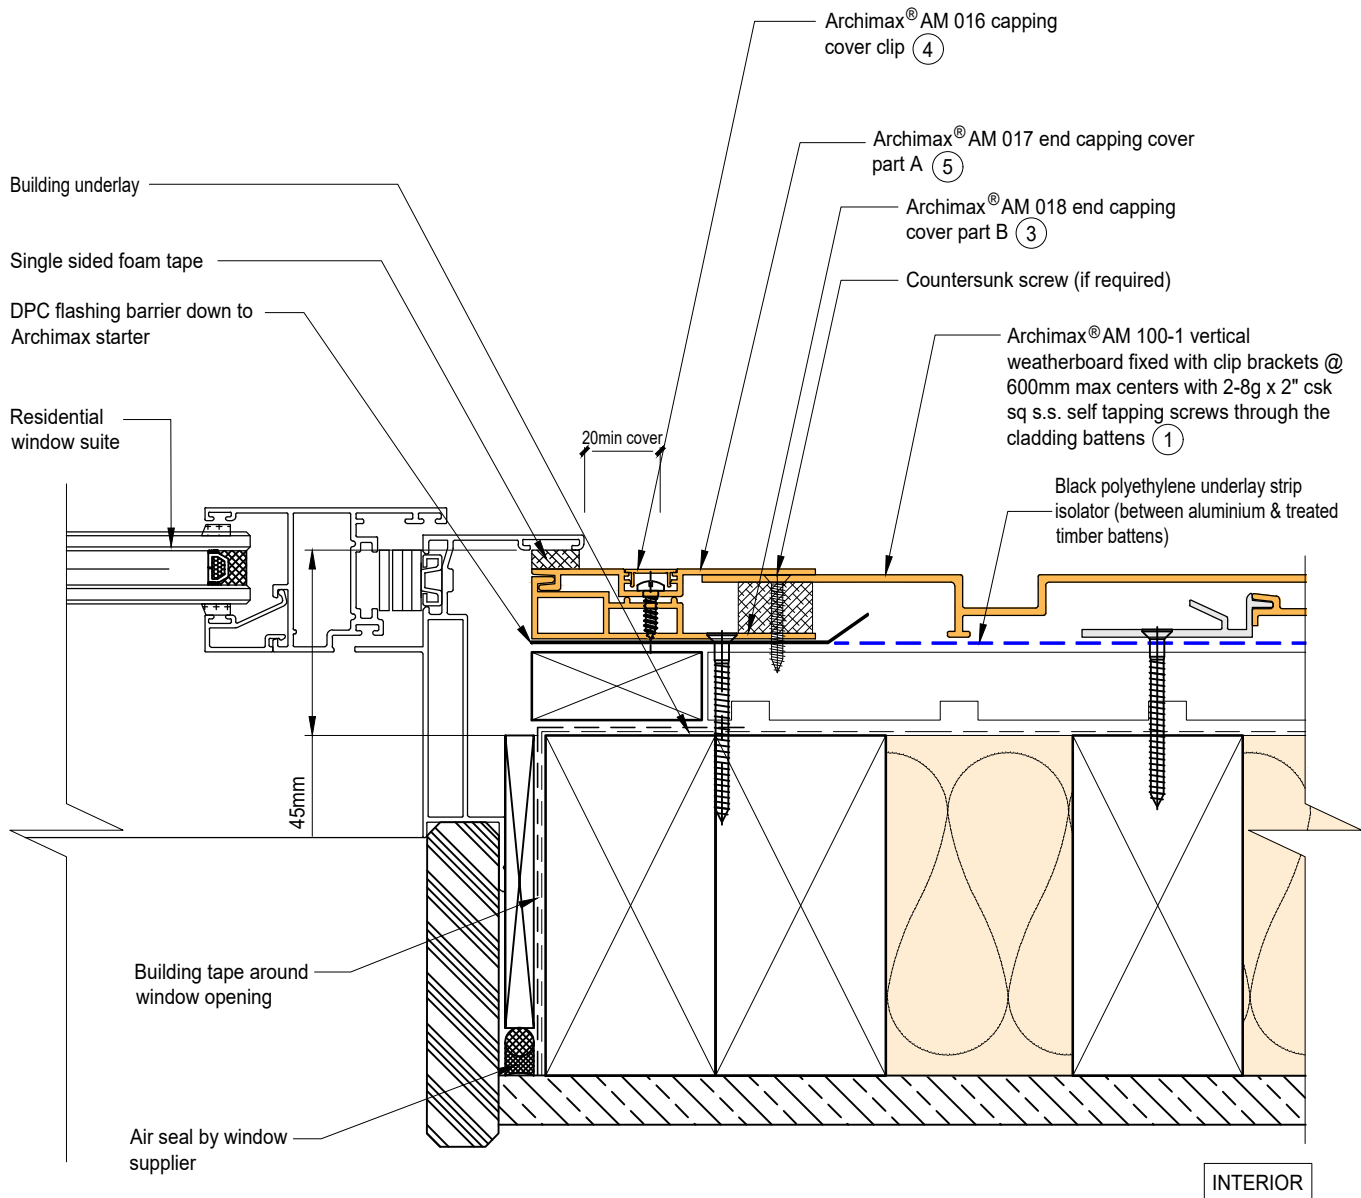 Archimax® AM 016 capping
cover clip 4
Archimax® AM 017 end capping cover
part A 5
Building underlay
Archimax® AM 018 end capping
cover part B 3
Single sided foam tape
Countersunk screw (if required)
DPC flashing barrier down to
Archimax starter
Archimax® AM 100-1 vertical
weatherboard fixed with clip brackets @
600mm max centers with 2-8g x 2" csk
sq s.s. self tapping screws through the
cladding battens 1
Residential
window suite
20min cover
Black polyethylene underlay strip
isolator (between aluminium & treated
timber battens)
45mm
Building tape around
window opening
Air seal by window
supplier
INTERIOR